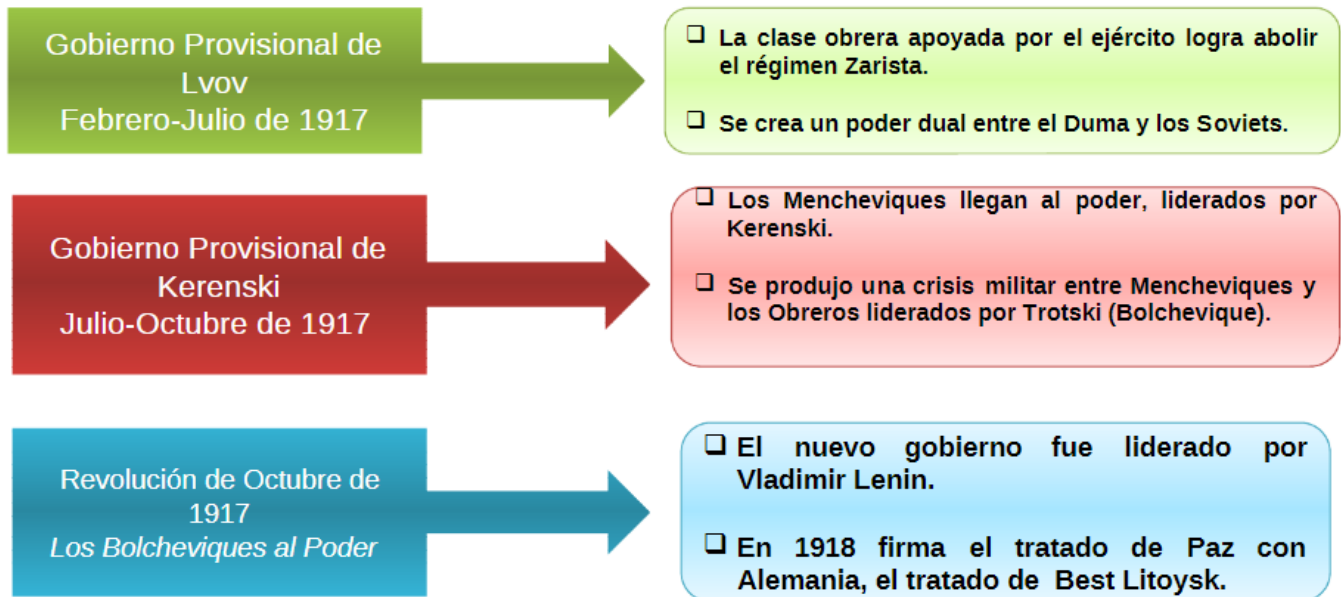 Gobierno Provisional de
Lvov
Febrero-Julio de 1917
❑ La clase obrera apoyada por el ejército logra abolir
el régimen Zarista.
❑ Se crea un poder dual entre el Duma y los Soviets.
Gobierno Provisional de
Kerenski
Julio-Octubre de 1917
❑ Los Mencheviques llegan al poder, liderados por
Kerenski.
❑ Se produjo una crisis militar entre Mencheviques y
los Obreros liderados por Trotski (Bolchevique).
Revolución de Octubre de
1917
Los Bolcheviques al Poder
❑ El nuevo gobierno fue liderado por
Vladimir Lenin.
❑ En 1918 firma el tratado de Paz con
Alemania, el tratado de Best Litoysk.